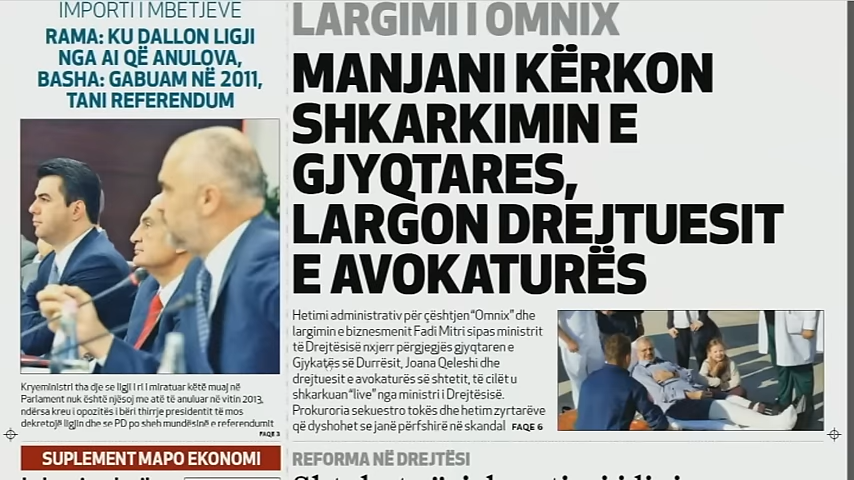 IMPORTI I MBETJEVE
RAMA: KU DALLON LIGJI
NGA AI QË ANULOVA,
BASHA: GABUAM NË 2011,
TANI REFERENDUM
Kryeministri tha dje se ligji i ri i miratuar këtë muaj në
Parlament nuk është njësoj me atë të anuluar në vitin 2013,
ndërsa kreu i opozitës i bëri thirrje presidentit të mos
dekretojë ligjin dhe se PD po sheh mundësinë e referendumit
FAQE 3
SUPLEMENT MAPO EKONOMI
LARGIMI I OMNIX
MANJANI KËRKON
SHKARKIMIN E
GJYQTARES,
LARGON DREJTUESIT
E AVOKATURËS
Hetimi administrativ për çështjen “Omnix” dhe
largimin e biznesmenit Fadi Mitri sipas ministrit
të Drejtësisë nxjerr përgjegjës gjyqtaren e
Gjykatës së Durrësit, Joana Qeleshi dhe
drejtuesit e avokaturës së shtetit, të cilët u
shkarkuan “live” nga ministri i Drejtësisë.
Prokuroria sekuestro tokës dhe hetim zyrtarëve
që dyshohet se janë përfshirë në skandal FAQE 6
REFORMA NË DREJTËSI